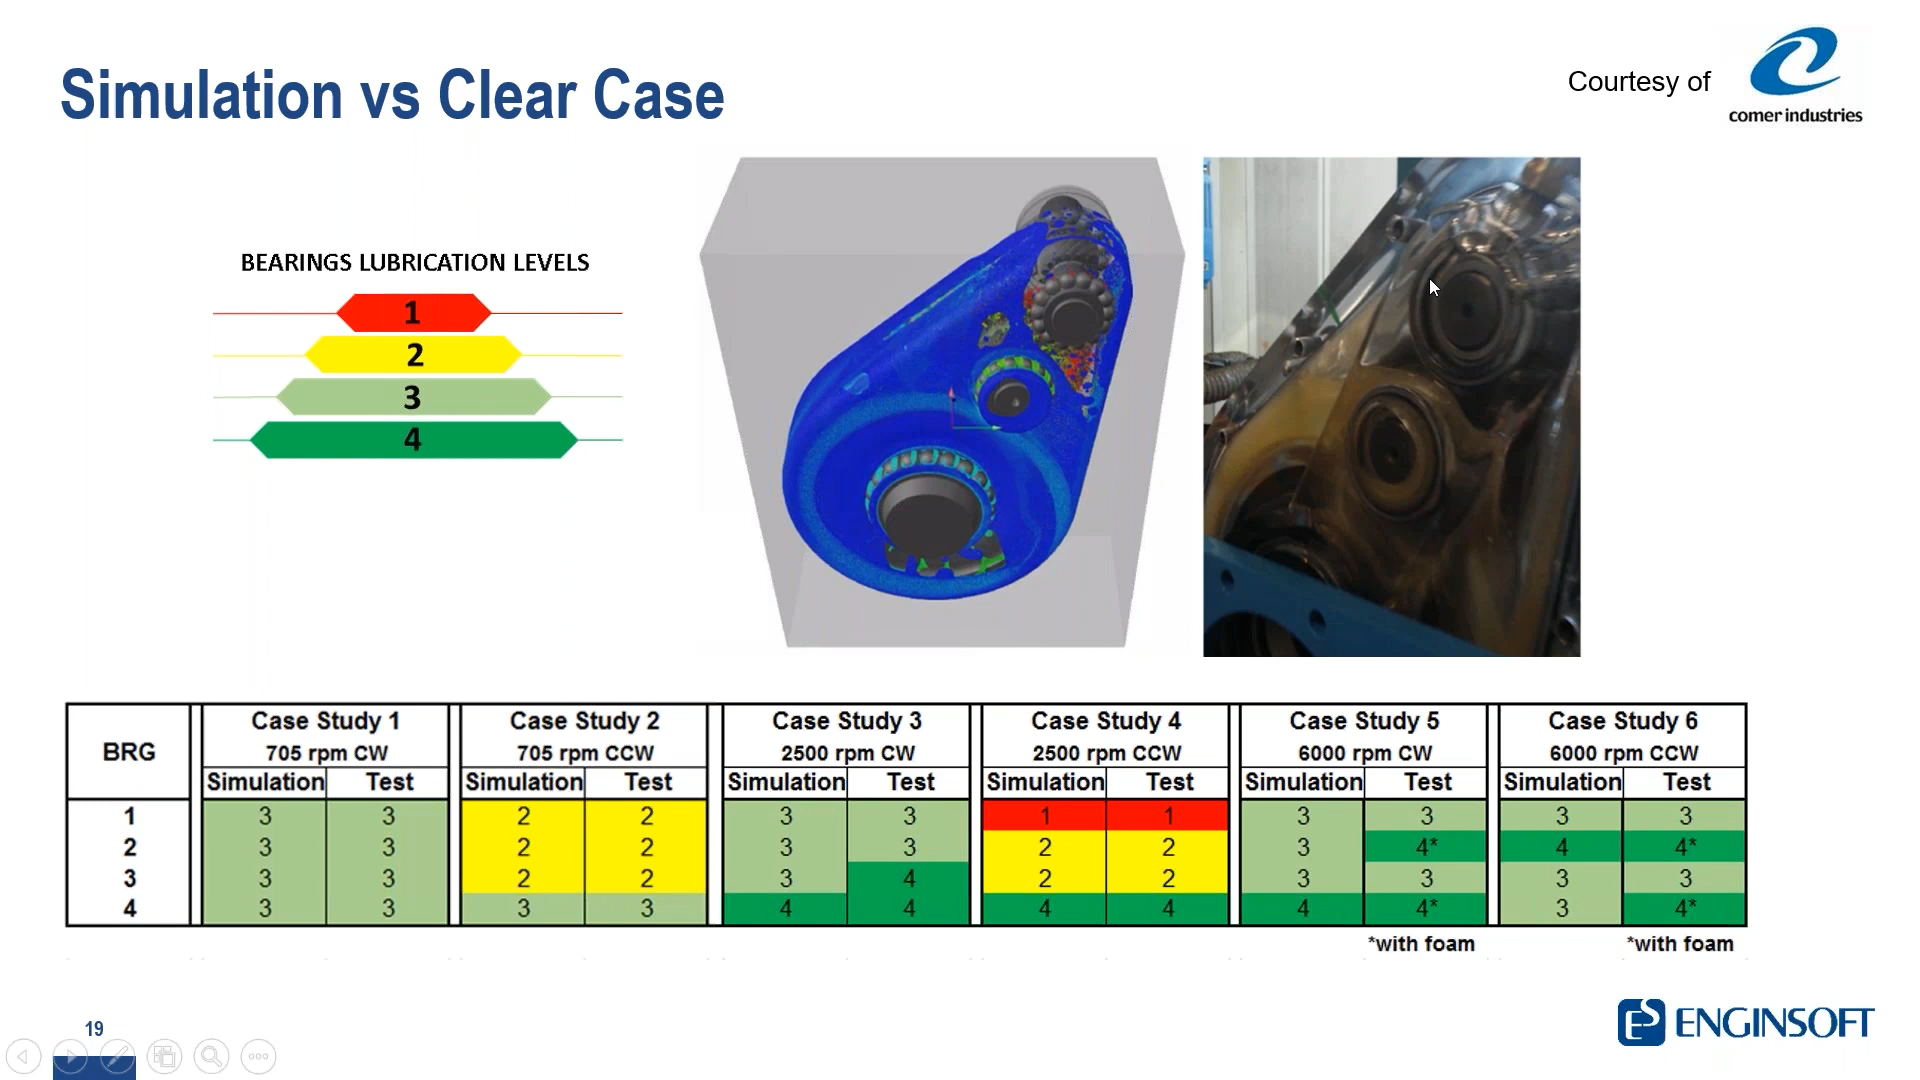 Simulation vs Clear Case
Courtesy of
comer industries
BEARINGS LUBRICATION LEVELS
1
2
3
4
BRG
Case Study 1
705 rpm CW
Simulation Test
Case Study 2
705 rpm CCW
Simulation Test
Case Study 3
2500 rpm CW
Simulation Test
Case Study 4
2500 rpm CCW
Simulation Test
Case Study 5
6000 rpm CW
Simulation Test
Case Study 6
6000 rpm CCW
Simulation Test
1 3 3 2 2 3 3 1 1 3 3 3 3
2 3 3 2 2 3 3 2 2 3 4* 4 4*
3 3 3 2 2 3 4 2 2 3 3 3 3
4 3 3 3 3 4 4 4 4 4 4* 3 4*
*with foam *with foam
19
ES ENGINSOFT